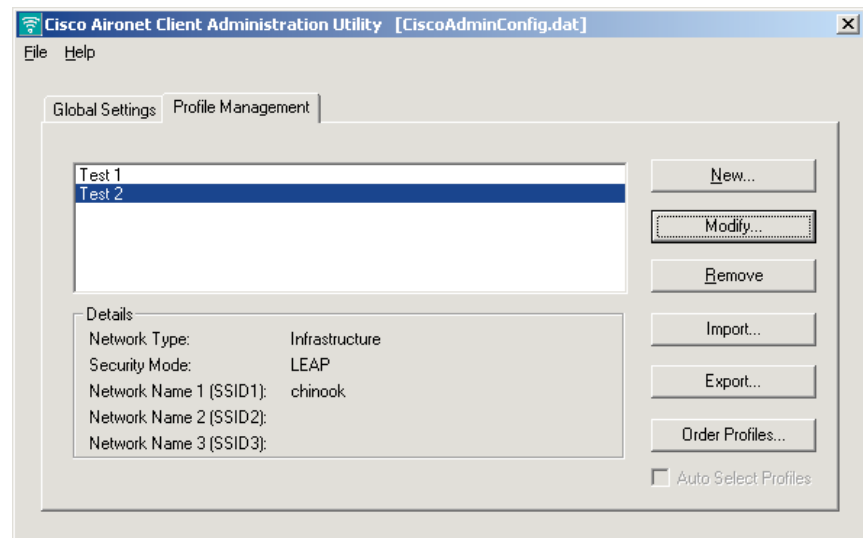 Cisco Aironet Client Administration Utility [CiscoAdminConfig.dat]
File Help
Global Settings Profile Management
Test 1
Test 2
New...
Modify...
Remove
Import...
Export...
Order Profiles...
Auto Select Profiles
Details
Network Type: Infrastructure
Security Mode: LEAP
Network Name 1 (SSID1): chinook
Network Name 2 (SSID2):
Network Name 3 (SSID3):